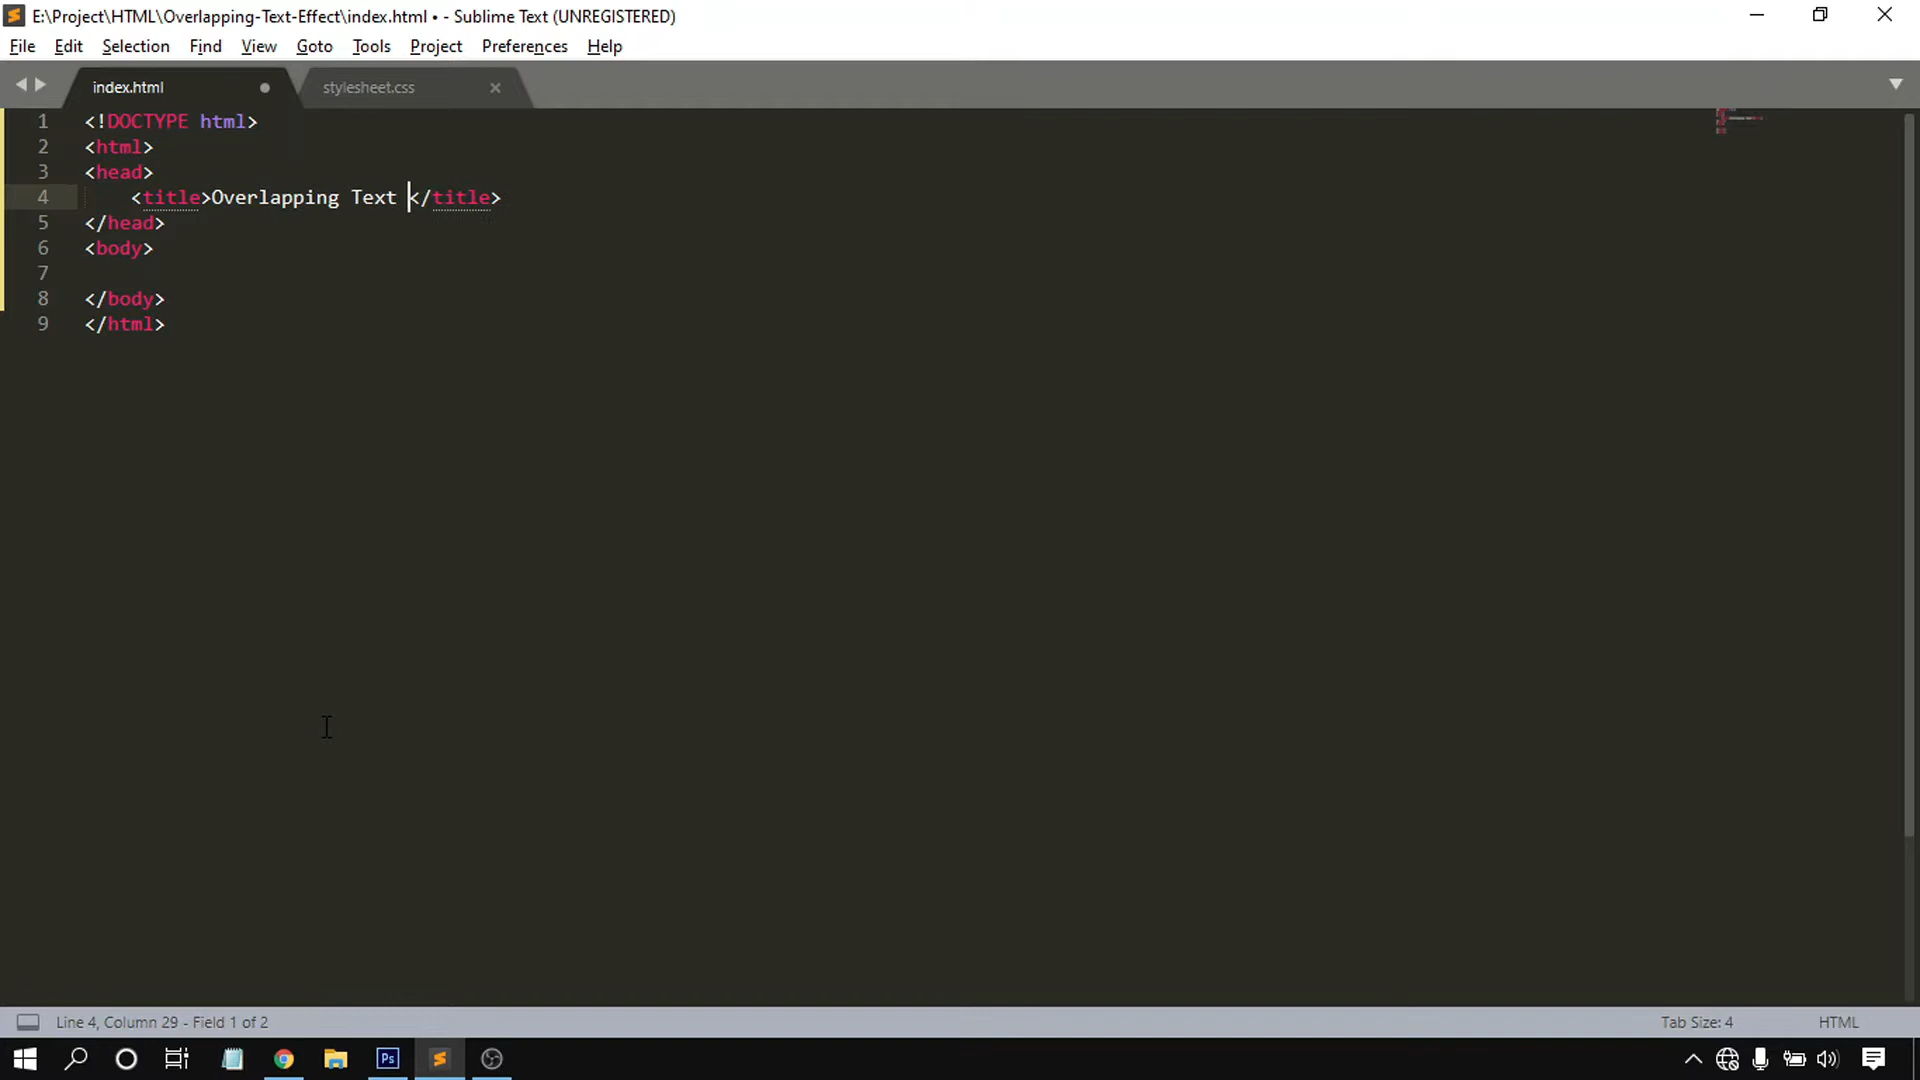 E:\Project\HTML\Overlapping-Text-Effect\index.html • - Sublime Text (UNREGISTERED)
File Edit Selection Find View Goto Tools Project Preferences Help
index.html stylesheet.css
1 <!DOCTYPE html>
2 <html>
3 <head>
4 <title>Overlapping Text </title>
5 </head>
6 <body>
7
8 </body>
9 </html>
Line 4, Column 29 - Field 1 of 2 Tab Size: 4 HTML
Ps